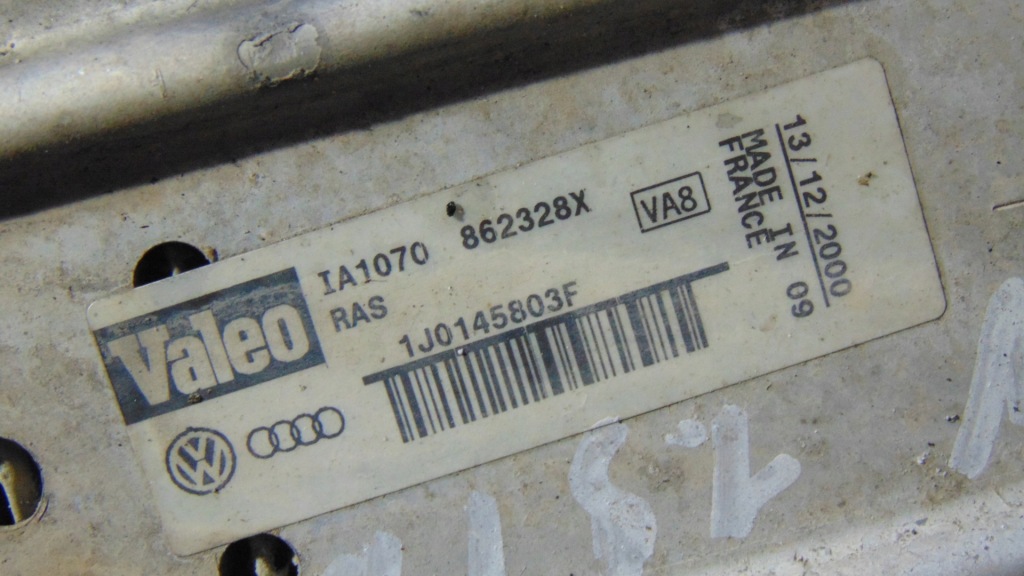 Valeo
IA1070 862328X VA8
RAS
1J0145803F
13/12/2000
MADE IN 09
FRANCE